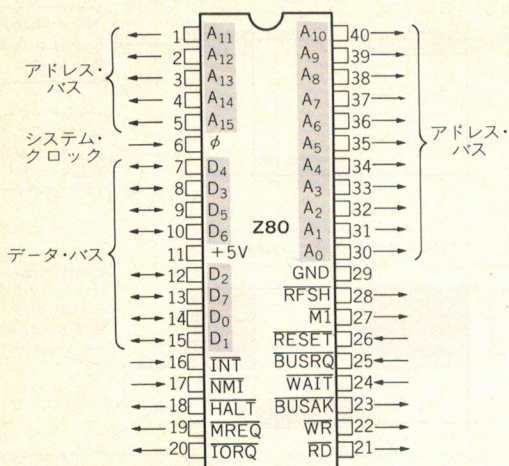 アドレス・
バス
システム・
クロック
データ・バス
1 A11
2 A12
3 A13
4 A14
5 A15
6 φ
7 D4
8 D3
9 D5
10 D6
11 +5V
12 D2
13 D7
14 D0
15 D1
16 INT
17 NMI
18 HALT
19 MREQ
20 IORQ
Z80
A10 40
A9 39
A8 38
A7 37
A6 36
A5 35
A4 34
A3 33
A2 32
A1 31
A0 30
GND 29
RFSH 28
M1 27
RESET 26
BUSRQ 25
WAIT 24
BUSAK 23
WR 22
RD 21
アドレス・
バス